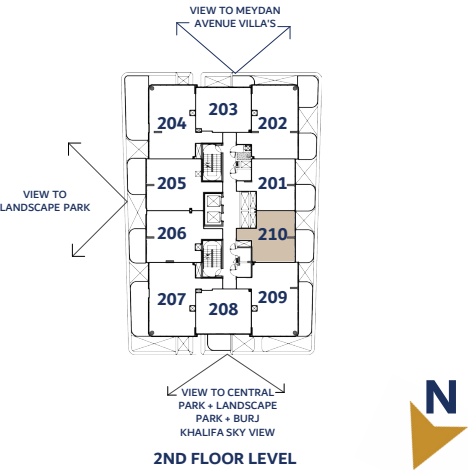 VIEW TO MEYDAN
AVENUE VILLA'S
203
204
202
205
201
VIEW TO
LANDSCAPE PARK
206
210
207
209
208
VIEW TO CENTRAL
PARK + LANDSCAPE
PARK + BURJ
KHALIFA SKY VIEW
N
2ND FLOOR LEVEL